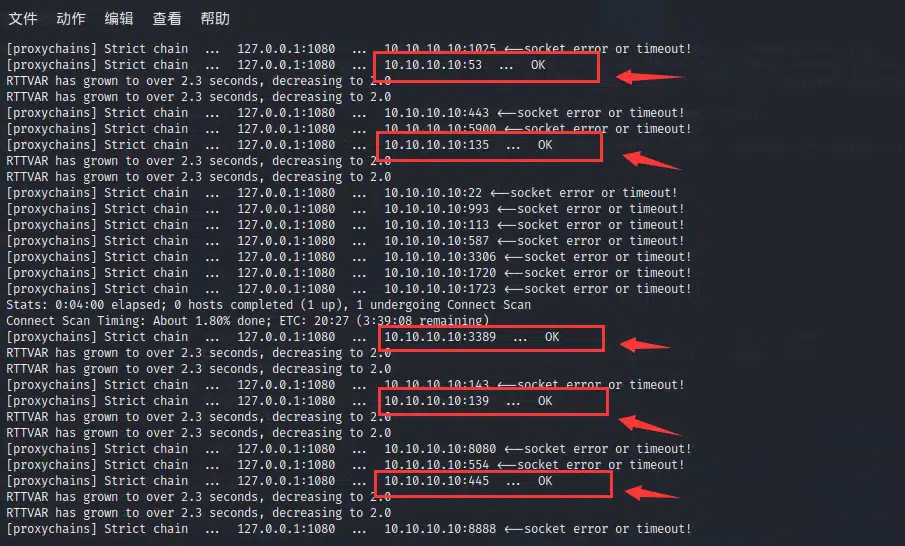 文件 动作 编辑 查看 帮助
[proxychains] Strict chain ... 127.0.0.1:1080 ... 10.10.10.10:1025 <--socket error or timeout!
[proxychains] Strict chain ... 127.0.0.1:1080 ... 10.10.10.10:53 ... OK
RTTVAR has grown to over 2.3 seconds, decreasing to 2.0
RTTVAR has grown to over 2.3 seconds, decreasing to 2.0
[proxychains] Strict chain ... 127.0.0.1:1080 ... 10.10.10.10:443 <--socket error or timeout!
[proxychains] Strict chain ... 127.0.0.1:1080 ... 10.10.10.10:5900 <--socket error or timeout!
[proxychains] Strict chain ... 127.0.0.1:1080 ... 10.10.10.10:135 ... OK
RTTVAR has grown to over 2.3 seconds, decreasing to 2.0
RTTVAR has grown to over 2.3 seconds, decreasing to 2.0
[proxychains] Strict chain ... 127.0.0.1:1080 ... 10.10.10.10:22 <--socket error or timeout!
[proxychains] Strict chain ... 127.0.0.1:1080 ... 10.10.10.10:993 <--socket error or timeout!
[proxychains] Strict chain ... 127.0.0.1:1080 ... 10.10.10.10:113 <--socket error or timeout!
[proxychains] Strict chain ... 127.0.0.1:1080 ... 10.10.10.10:587 <--socket error or timeout!
[proxychains] Strict chain ... 127.0.0.1:1080 ... 10.10.10.10:3306 <--socket error or timeout!
[proxychains] Strict chain ... 127.0.0.1:1080 ... 10.10.10.10:1720 <--socket error or timeout!
[proxychains] Strict chain ... 127.0.0.1:1080 ... 10.10.10.10:1723 <--socket error or timeout!
Stats: 0:04:00 elapsed; 0 hosts completed (1 up), 1 undergoing Connect Scan
Connect Scan Timing: About 1.80% done; ETC: 20:27 (3:39:08 remaining)
[proxychains] Strict chain ... 127.0.0.1:1080 ... 10.10.10.10:3389 ... OK
RTTVAR has grown to over 2.3 seconds, decreasing to 2.0
RTTVAR has grown to over 2.3 seconds, decreasing to 2.0
[proxychains] Strict chain ... 127.0.0.1:1080 ... 10.10.10.10:143 <--socket error or timeout!
[proxychains] Strict chain ... 127.0.0.1:1080 ... 10.10.10.10:139 ... OK
RTTVAR has grown to over 2.3 seconds, decreasing to 2.0
RTTVAR has grown to over 2.3 seconds, decreasing to 2.0
[proxychains] Strict chain ... 127.0.0.1:1080 ... 10.10.10.10:8080 <--socket error or timeout!
[proxychains] Strict chain ... 127.0.0.1:1080 ... 10.10.10.10:554 <--socket error or timeout!
[proxychains] Strict chain ... 127.0.0.1:1080 ... 10.10.10.10:445 ... OK
RTTVAR has grown to over 2.3 seconds, decreasing to 2.0
RTTVAR has grown to over 2.3 seconds, decreasing to 2.0
[proxychains] Strict chain ... 127.0.0.1:1080 ... 10.10.10.10:8888 <--socket error or timeout!